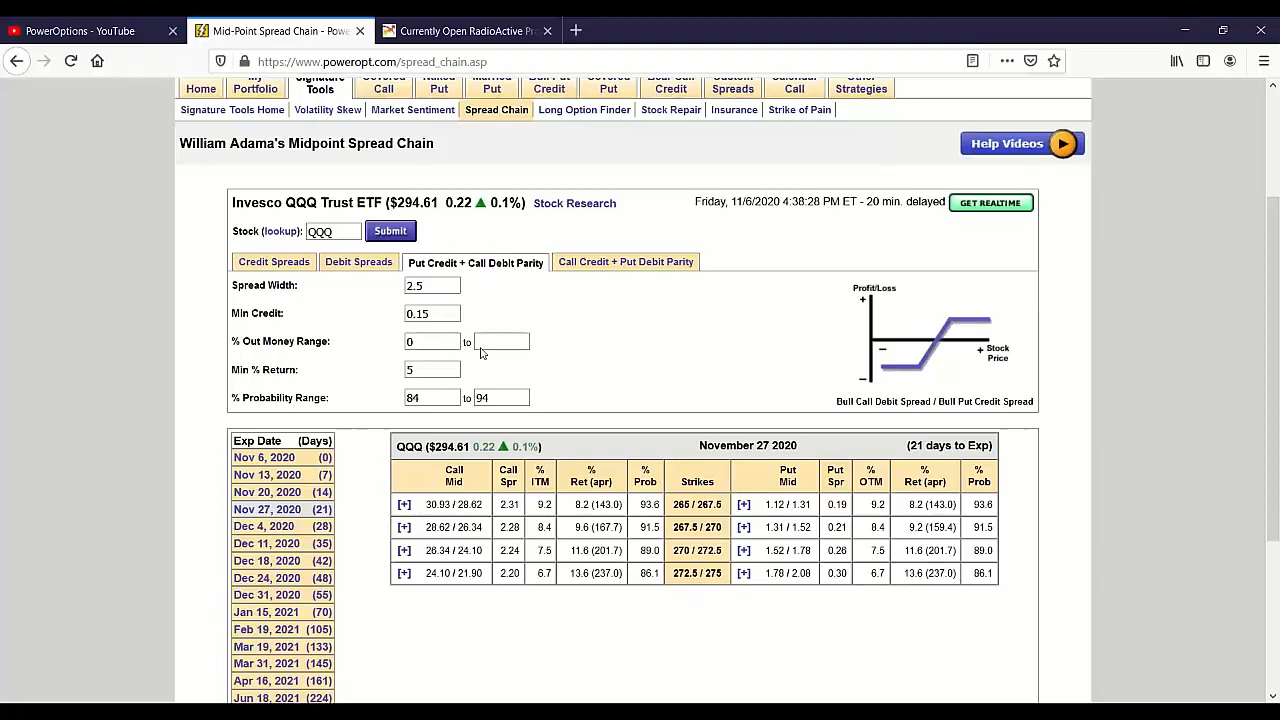 PowerOptions - YouTube
Mid-Point Spread Chain - Powe
Currently Open RadioActive Pr
https://www.poweropt.com/spread_chain.asp
My Portfolio
Home
Signature Tools
Covered Call
Naked Put
Married Put
Bull Put Credit
Covered Put
Bear Call Credit
Custom Spreads
Calendar Call
Other Strategies
Signature Tools Home Volatility Skew Market Sentiment Spread Chain Long Option Finder Stock Repair Insurance Strike of Pain
William Adama's Midpoint Spread Chain
Help Videos
Invesco QQQ Trust ETF ($294.61 0.22 ▲ 0.1%) Stock Research
Friday, 11/6/2020 4:38:28 PM ET - 20 min. delayed GET REALTIME
Stock (lookup): QQQ Submit
Credit Spreads Debit Spreads Put Credit + Call Debit Parity Call Credit + Put Debit Parity
Spread Width: 2.5
Min Credit: 0.15
% Out Money Range: 0 to
Min % Return: 5
% Probability Range: 84 to 94
Profit/Loss
+
−
− + Stock Price
Bull Call Debit Spread / Bull Put Credit Spread
Exp Date (Days)
Nov 6, 2020 (0)
Nov 13, 2020 (7)
Nov 20, 2020 (14)
Nov 27, 2020 (21)
Dec 4, 2020 (28)
Dec 11, 2020 (35)
Dec 18, 2020 (42)
Dec 24, 2020 (48)
Dec 31, 2020 (55)
Jan 15, 2021 (70)
Feb 19, 2021 (105)
Mar 19, 2021 (133)
Mar 31, 2021 (145)
Apr 16, 2021 (161)
Jun 18, 2021 (224)
QQQ ($294.61 0.22 ▲ 0.1%) November 27 2020 (21 days to Exp)
Call Mid Call Spr % ITM % Ret (apr) % Prob Strikes Put Mid Put Spr % OTM % Ret (apr) % Prob
[+] 30.93 / 28.62 2.31 9.2 8.2 (143.0) 93.6 265 / 267.5 [+] 1.12 / 1.31 0.19 9.2 8.2 (143.0) 93.6
[+] 28.62 / 26.34 2.28 8.4 9.6 (167.7) 91.5 267.5 / 270 [+] 1.31 / 1.52 0.21 8.4 9.2 (159.4) 91.5
[+] 26.34 / 24.10 2.24 7.5 11.6 (201.7) 89.0 270 / 272.5 [+] 1.52 / 1.78 0.26 7.5 11.6 (201.7) 89.0
[+] 24.10 / 21.90 2.20 6.7 13.6 (237.0) 86.1 272.5 / 275 [+] 1.78 / 2.08 0.30 6.7 13.6 (237.0) 86.1